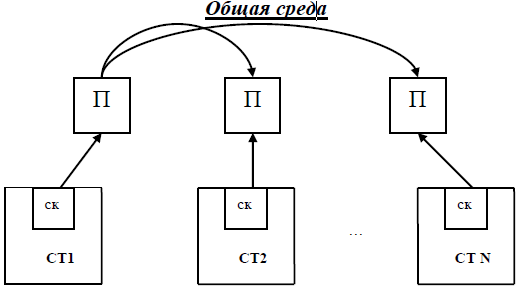 Общая среда
П П П
ск ск ск
СТ1 СТ2 ... СТ N